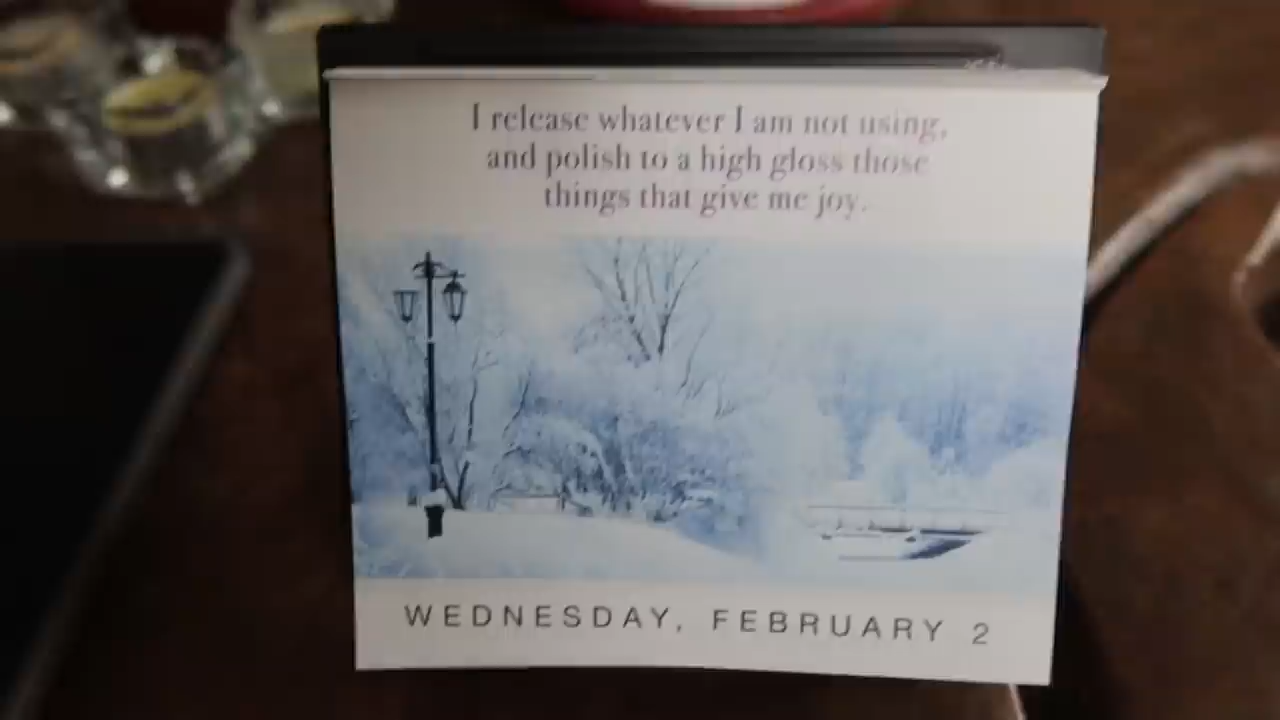 I release whatever I am not using,
and polish to a high gloss those
things that give me joy.
WEDNESDAY, FEBRUARY 2